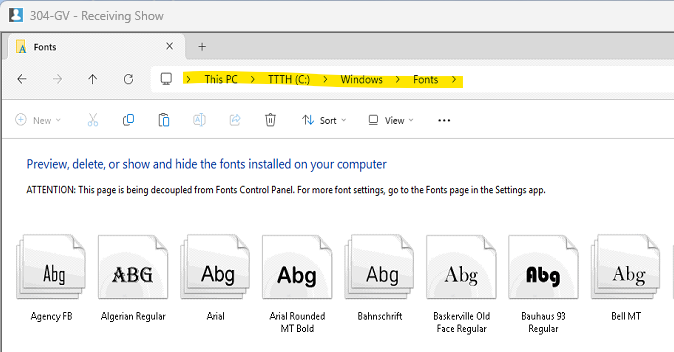 304-GV - Receiving Show
Fonts
This PC > TTTH (C:) > Windows > Fonts >
New
Sort
View
Preview, delete, or show and hide the fonts installed on your computer
ATTENTION: This page is being decoupled from Fonts Control Panel. For more font settings, go to the Fonts page in the Settings app.
Abg ABG Abg Abg Abg Abg Abg Abg
Agency FB
Algerian Regular
Arial
Arial Rounded
MT Bold
Bahnschrift
Baskerville Old
Face Regular
Bauhaus 93
Regular
Bell MT